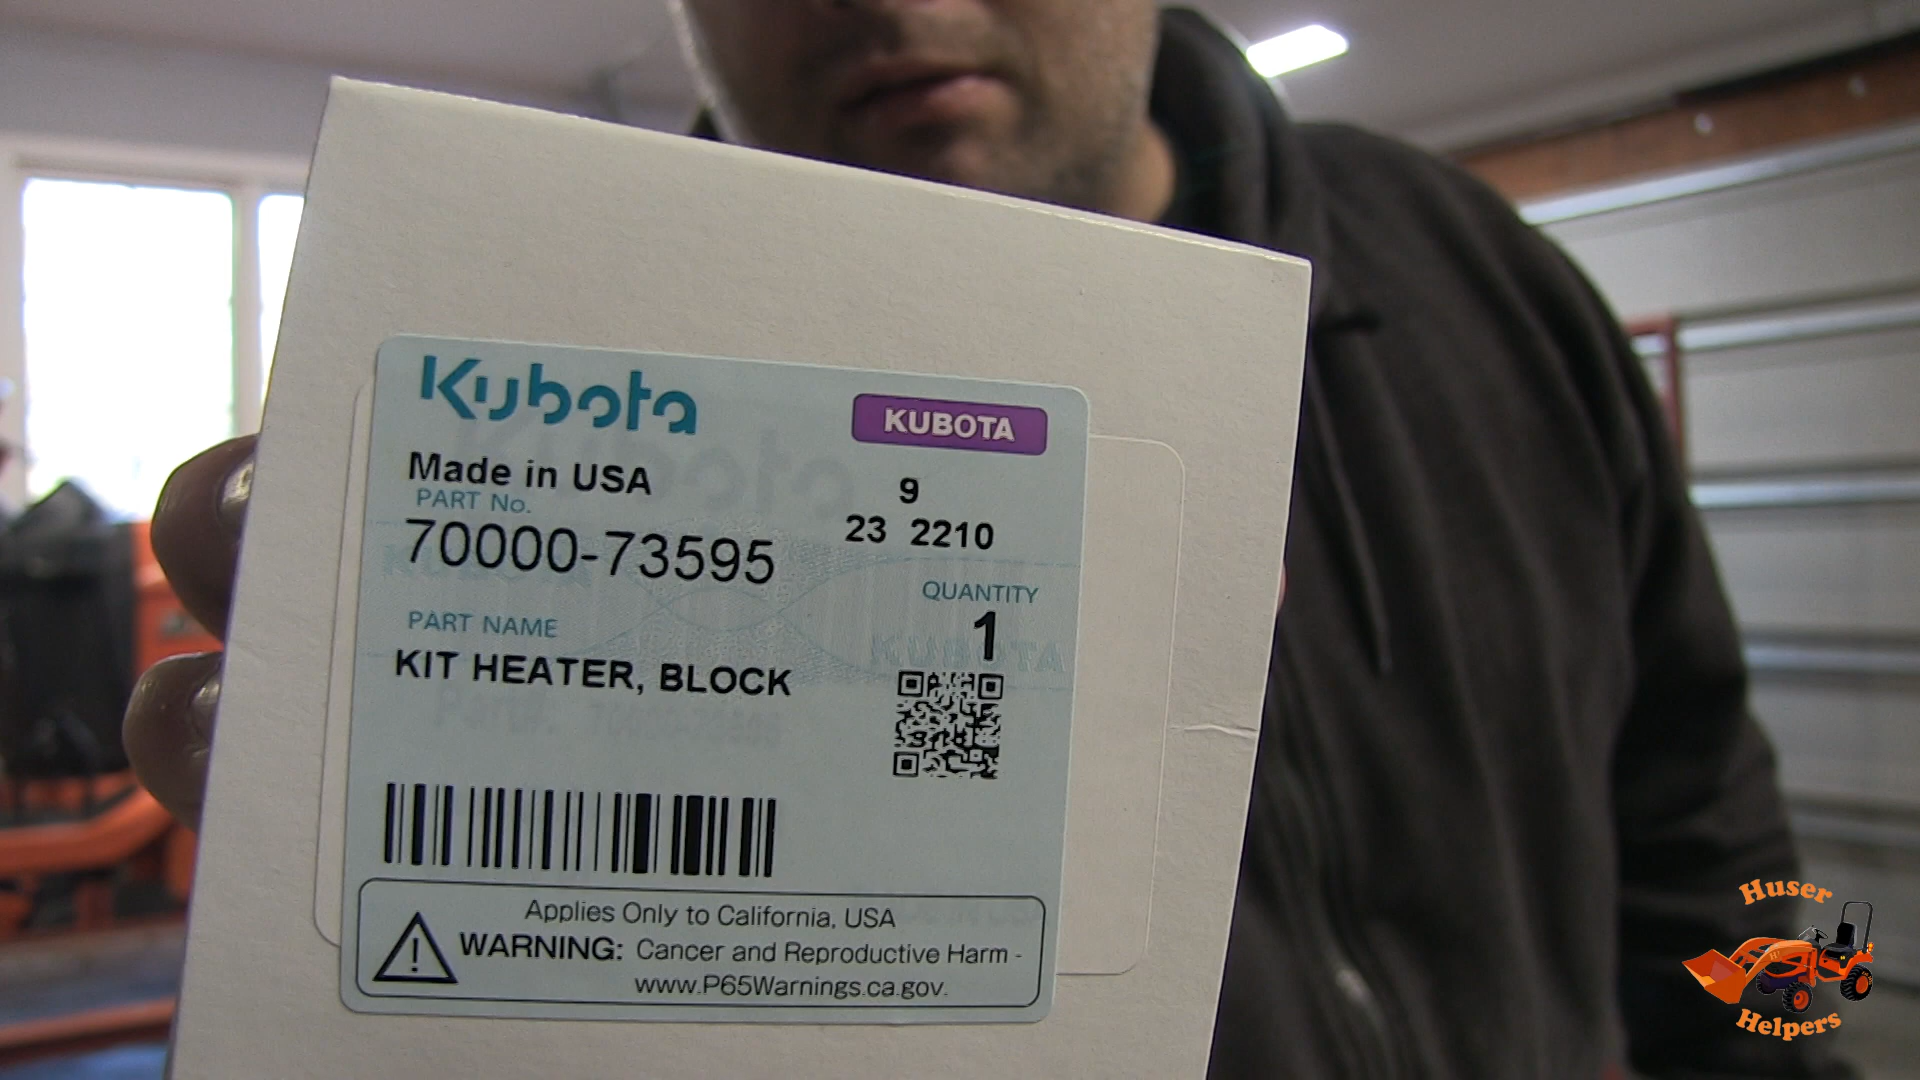 Kubota
KUBOTA
Made in USA
9
PART No.
23 2210
70000-73595
QUANTITY
1
PART NAME
KIT HEATER, BLOCK
Applies Only to California, USA
WARNING: Cancer and Reproductive Harm -
www.P65Warnings.ca.gov.
Huser
Helpers